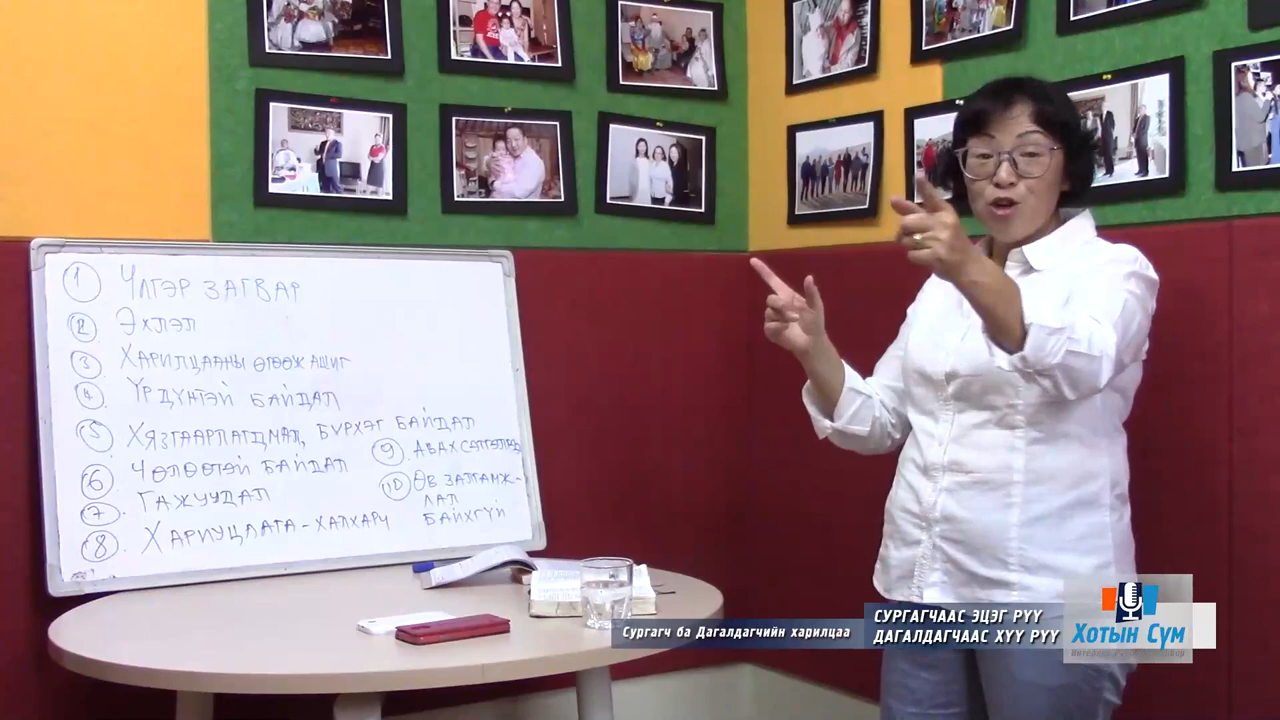 1 ҮЛГЭР ЗАГВАР
2 ЭХЛЭЛ
3 ХАРИЛЦААНЫ ӨГӨӨЖ АШИГ
4 ҮР ДҮНТЭЙ БАЙДАЛ
5 ХЯЗГААРЛАГДМАЛ, БҮРХЭГ БАЙДАЛ
6 ЧӨЛӨӨТЭЙ БАЙДАЛ
7 ГАЖУУДАЛ
8 ХАРИУЦЛАГА-ХАЛХАРЧ
9 АВАХ СЭТГЭЛГЭЭ
10 ӨВ ЗАЛГАМЖ-
ЛАЛ
БАЙХГҮЙ
Сургагч ба Дагалдагчийн харилцаа
СУРГАГЧААС ЭЦЭГ РҮҮ
ДАГАЛДАГЧААС ХҮҮ РҮҮ
Хотын Сүм